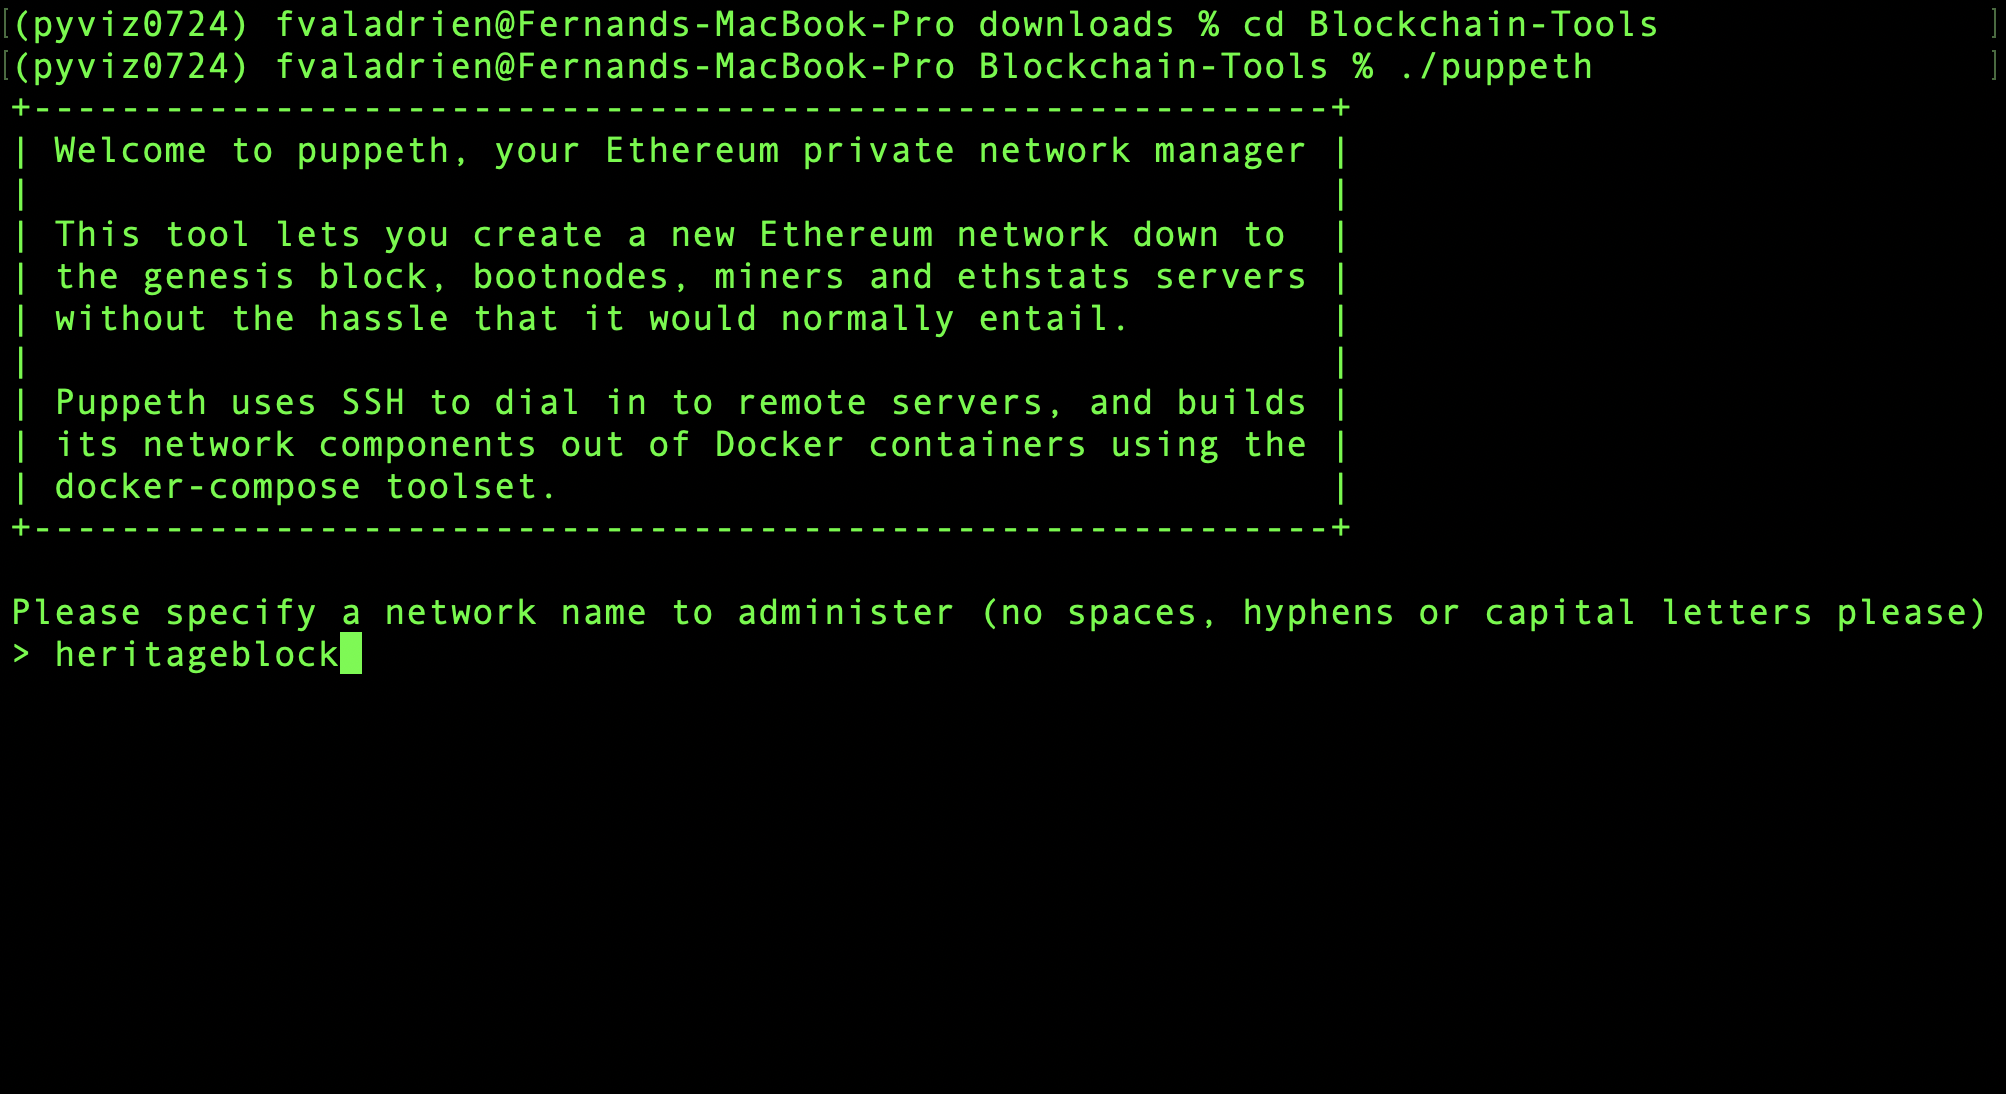 [(pyviz0724) fvaladrien@Fernands-MacBook-Pro downloads % cd Blockchain-Tools ]
[(pyviz0724) fvaladrien@Fernands-MacBook-Pro Blockchain-Tools % ./puppeth ]
+-----------------------------------------------------------+
| Welcome to puppeth, your Ethereum private network manager |
|                                                           |
| This tool lets you create a new Ethereum network down to  |
| the genesis block, bootnodes, miners and ethstats servers |
| without the hassle that it would normally entail.         |
|                                                           |
| Puppeth uses SSH to dial in to remote servers, and builds |
| its network components out of Docker containers using the |
| docker-compose toolset.                                   |
+-----------------------------------------------------------+
Please specify a network name to administer (no spaces, hyphens or capital letters please)
> heritageblock